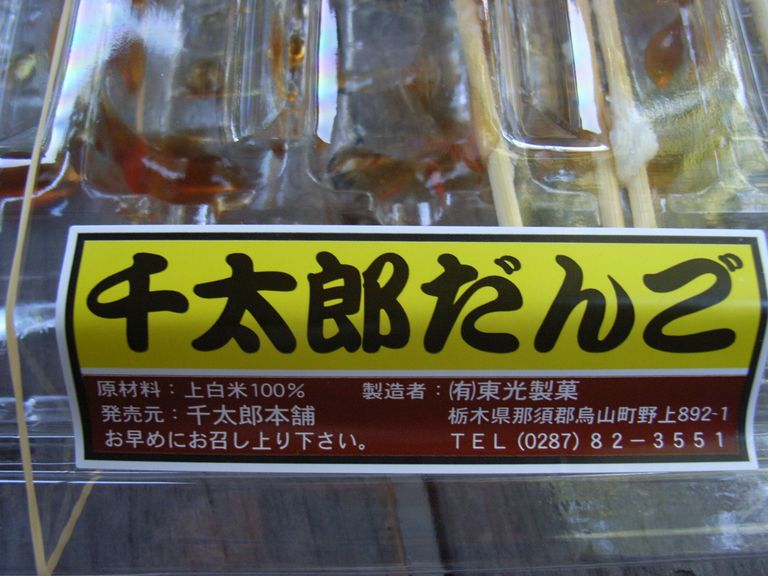 千太郎だんご
原材料：上白米100％
発売元：千太郎本舗
お早めにお召し上り下さい。
製造者：(有)東光製菓
栃木県那須郡烏山町野上892-1
TEL(0287)82-3551